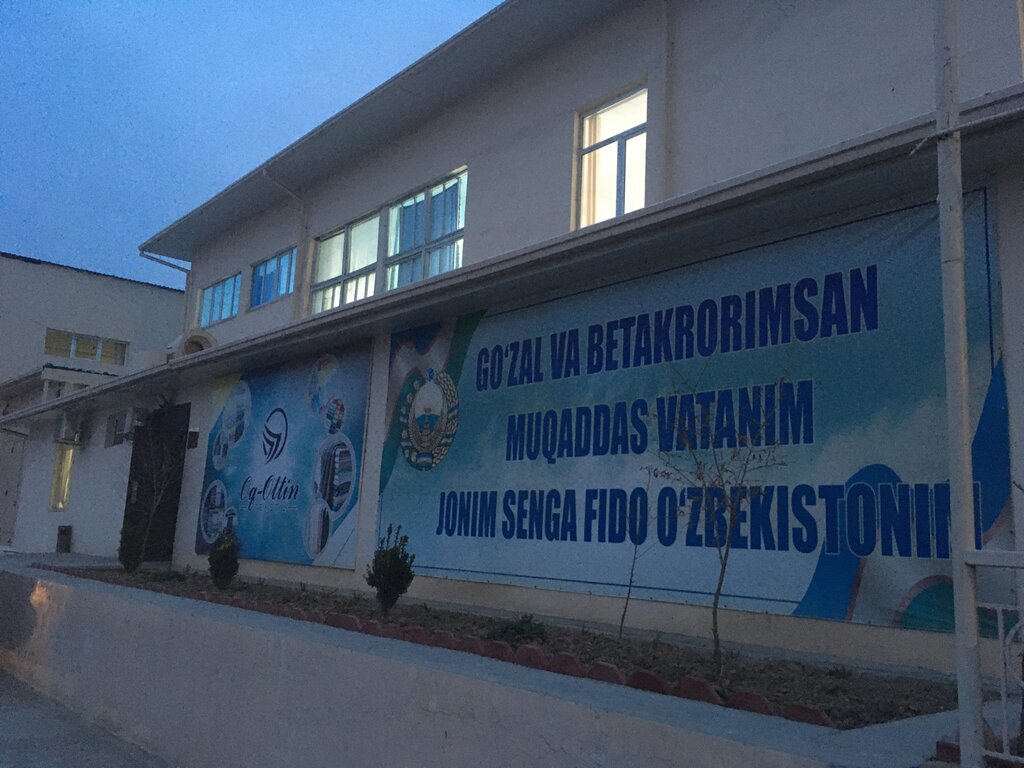 Oq-Oltin
GO'ZAL VA BETAKRORIMSAN
MUQADDAS VATANIM
JONIM SENGA FIDO O'ZBEKISTONIM